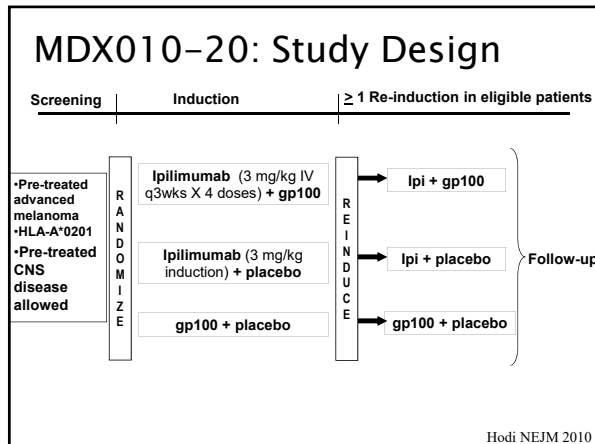 MDX010-20: Study Design
Screening
Induction
≥ 1 Re-induction in eligible patients
•Pre-treated
advanced
melanoma
•HLA-A*0201
•Pre-treated
CNS
disease
allowed
R
A
N
D
O
M
I
Z
E
Ipilimumab (3 mg/kg IV
q3wks X 4 doses) + gp100
Ipilimumab (3 mg/kg
induction) + placebo
gp100 + placebo
R
E
I
N
D
U
C
E
Ipi + gp100
Ipi + placebo
gp100 + placebo
Follow-up
Hodi NEJM 2010